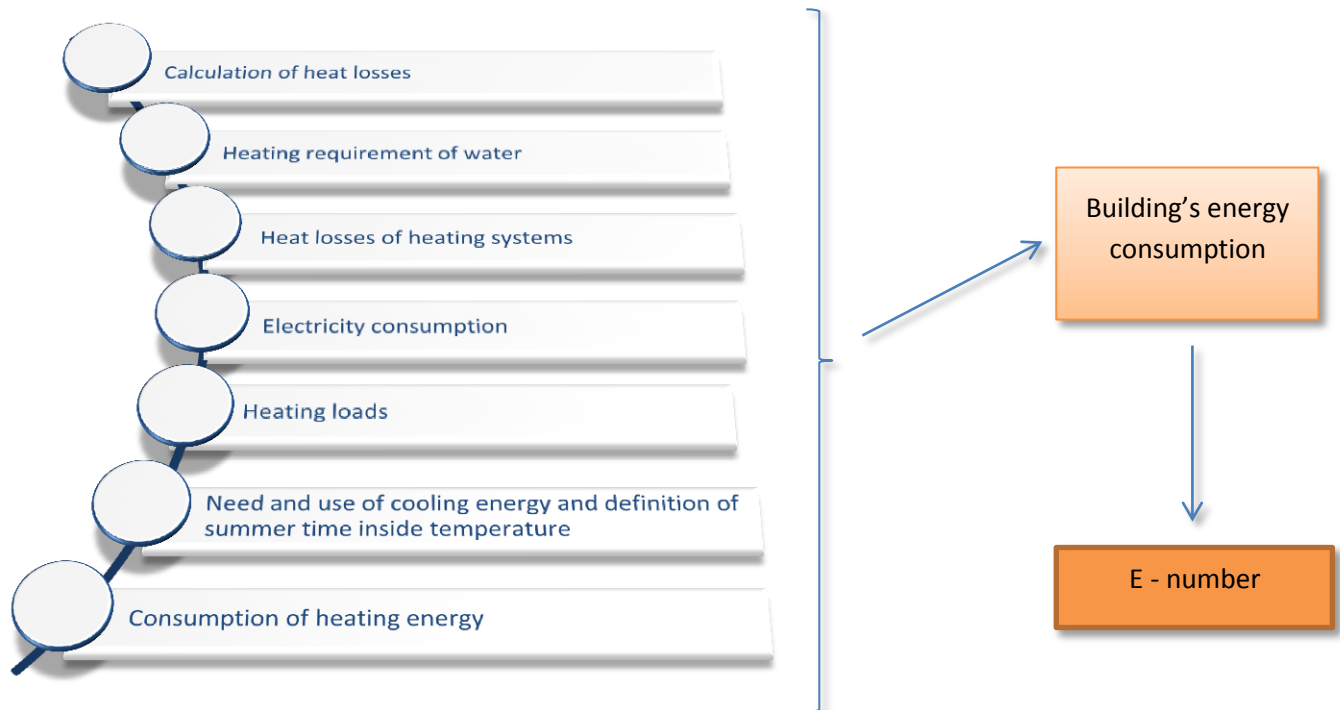 Calculation of heat losses
Heating requirement of water
Heat losses of heating systems
Electricity consumption
Heating loads
Need and use of cooling energy and definition of
summer time inside temperature
Consumption of heating energy
Building’s energy
consumption
E - number